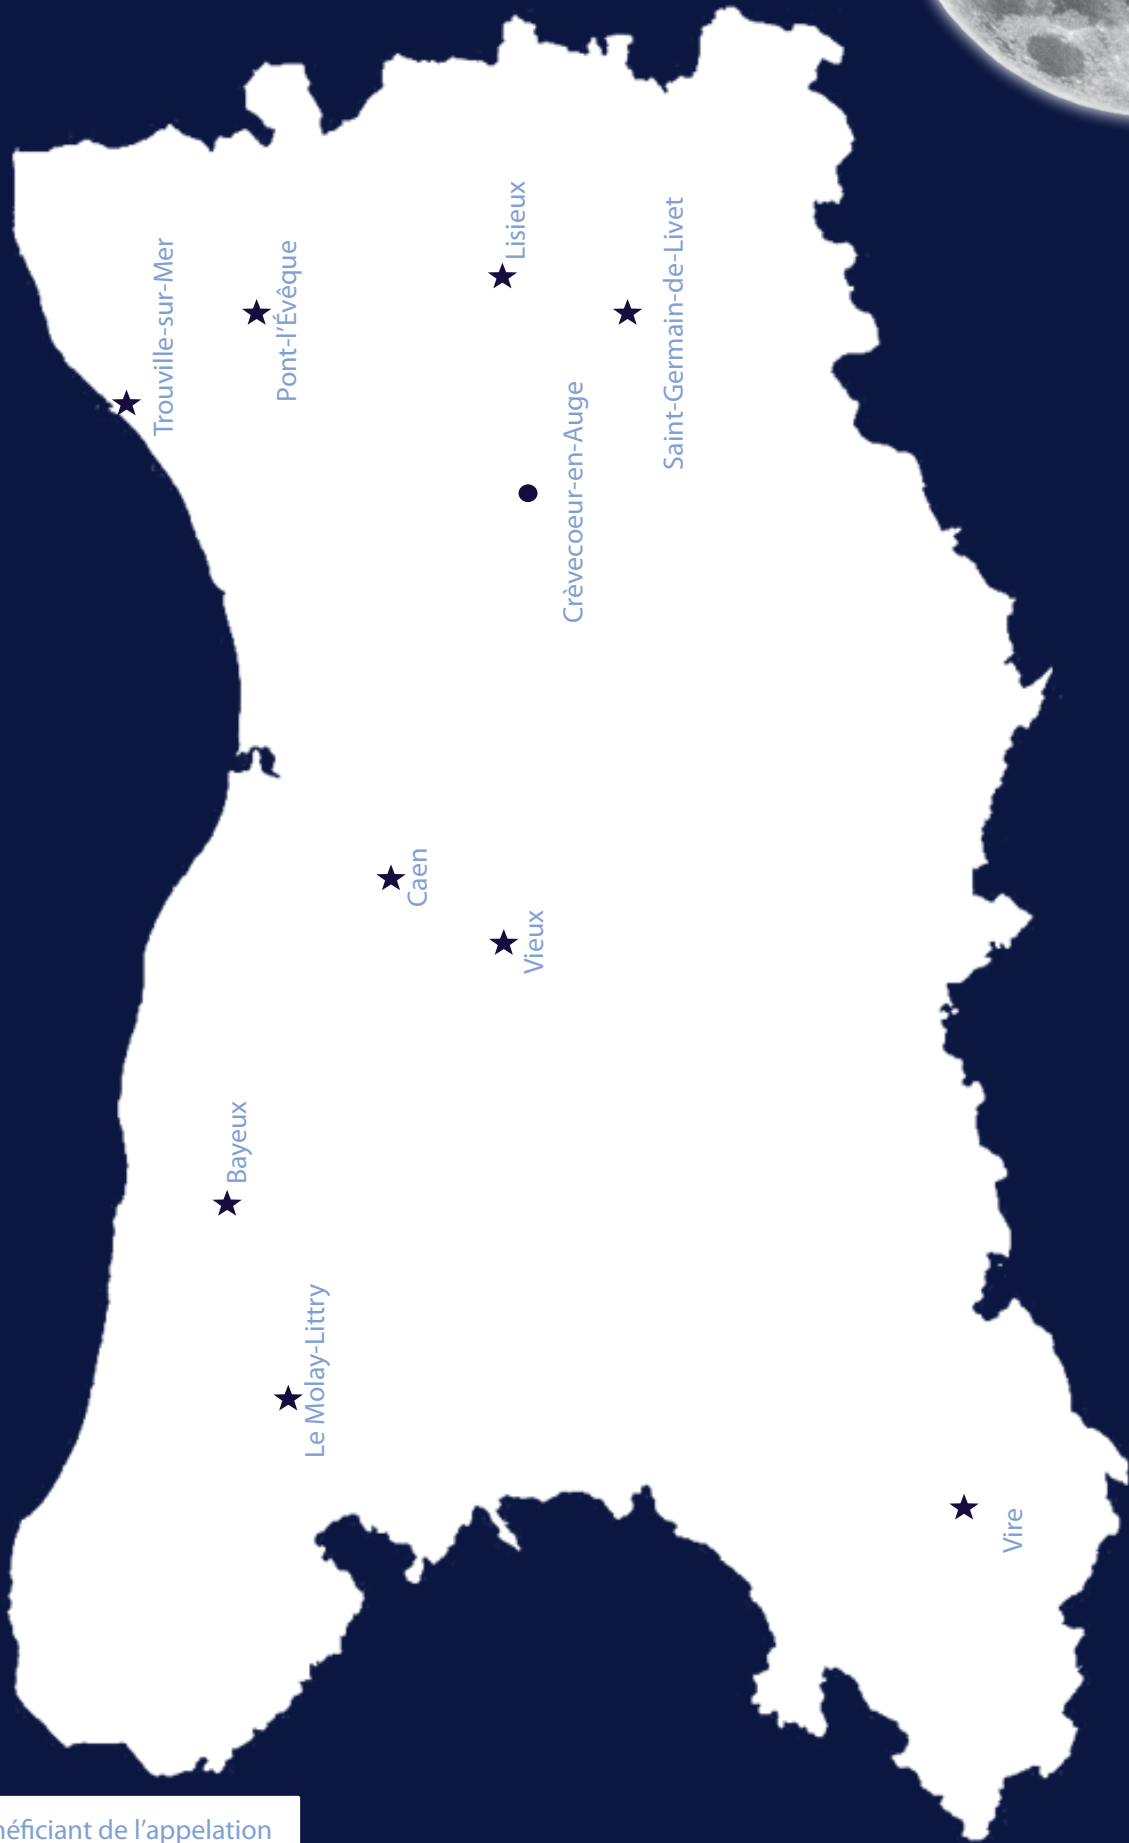 Trouville-sur-Mer
Bayeux
Pont-l'Évêque
Le Molay-Littry
Caen
Lisieux
Vieux
Crèvecoeur-en-Auge
Saint-Germain-de-Livet
Vire
néficiant de l’appelation